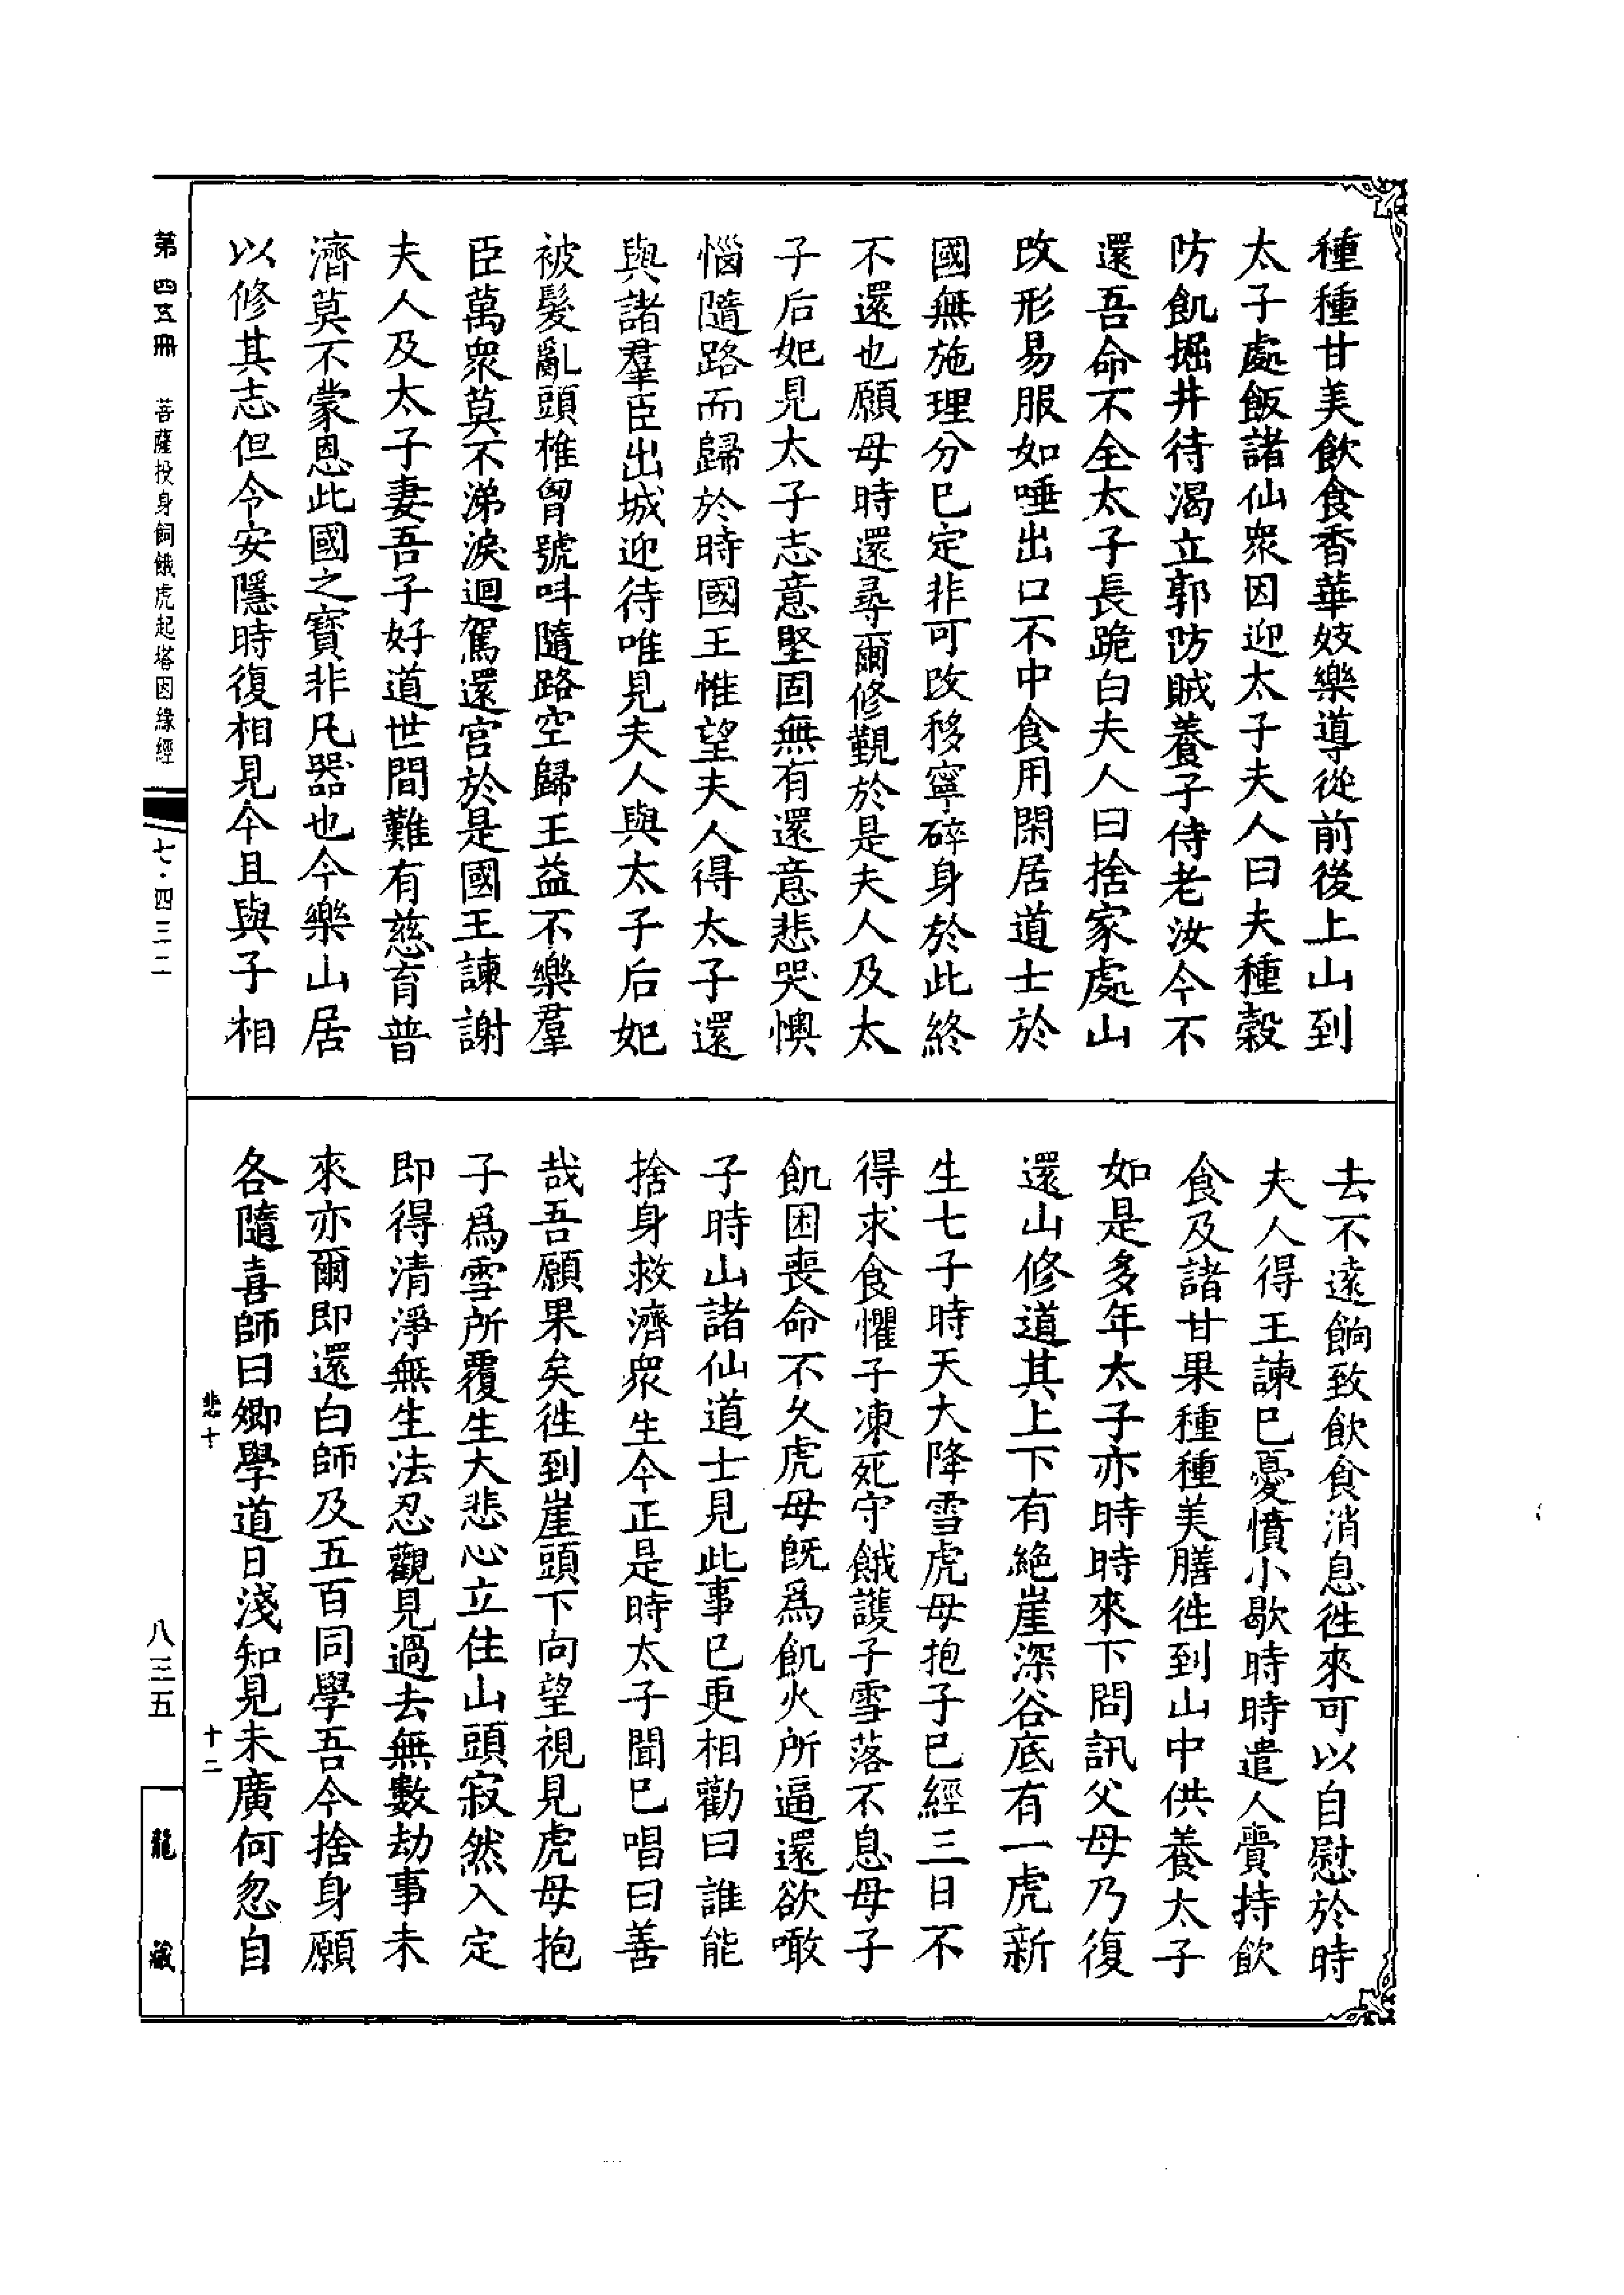 種種甘美飲食香華妓樂導從前後上山到
太子處飯諸仙衆因迎太子夫人曰夫種穀
防飢掘井待渴立郭防賊養子侍老汝今不
還吾命不全太子長跪白夫人曰捨家處山
改形易服如唾出口不中食用閑居道士於
國無施理分已定非可改移寧碎身於此終
不還也願母時還尋爾修覲於是夫人及太
子后妃見太子志意堅固無有還意悲哭懊
惱隨路而歸於時國王惟望夫人得太子還
與諸羣臣出城迎待唯見夫人與太子后妃
被髮亂頭椎胷號呌隨路空歸王益不樂羣
臣萬衆莫不涕淚迴駕還宮於是國王諫謝
夫人及太子妻吾子好道世間難有慈育普
濟莫不蒙恩此國之寳非凡器也今樂山居
以修其志但令安隱時復相見今且與子相
去不遠餉致飲食消息徃來可以自慰於時
夫人得王諫已憂憤小歇時時遣人賷持飲
食及諸甘果種種美膳徃到山中供養太子
如是多年太子亦時時來下問訊父母乃復
還山修道其山下有絶崖深谷底有一虎新
生七子時天大降雪虎母抱子已經三日不
得求食懼子凍死守餓護子雪落不息母子
飢困喪命不久虎母旣爲飢火所逼還欲噉
子時山諸仙道士見此事已更相勸曰誰能
捨身救濟衆生今正是時太子聞已唱曰善
哉吾願果矣徃到崖頭下向望視見虎母抱
子爲雪所覆生大悲心立住山頭寂然入定
即得清淨無生法忍觀見過去無數劫事未
來亦爾即還白師及五百同學吾今捨身願
各隨喜師曰卿學道日淺知見未廣何忽自
悲十
十二
第四五冊 菩薩投身飼餓虎起塔因緣經
七·四三二
八三五
龍藏